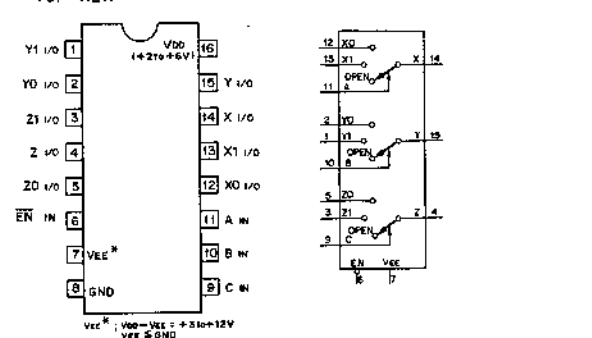 Y1 I/O 1
Y0 I/O 2
Z1 I/O 3
Z I/O 4
Z0 I/O 5
EN IN 6
7 VEE*
8 GND
VDD 16
(+2 TO +6V)
15 Y I/O
14 X I/O
13 X1 I/O
12 X0 I/O
11 A IN
10 B IN
9 C IN
VEE* ; VDD-VEE = +3 to +12V
VEE ≤ GND
12 X0
13 X1 X 14
OPEN
11 A
2 Y0
1 Y1 Y 15
OPEN
10 B
5 Z0
3 Z1 Z 4
OPEN
9 C
EN VEE
6 7